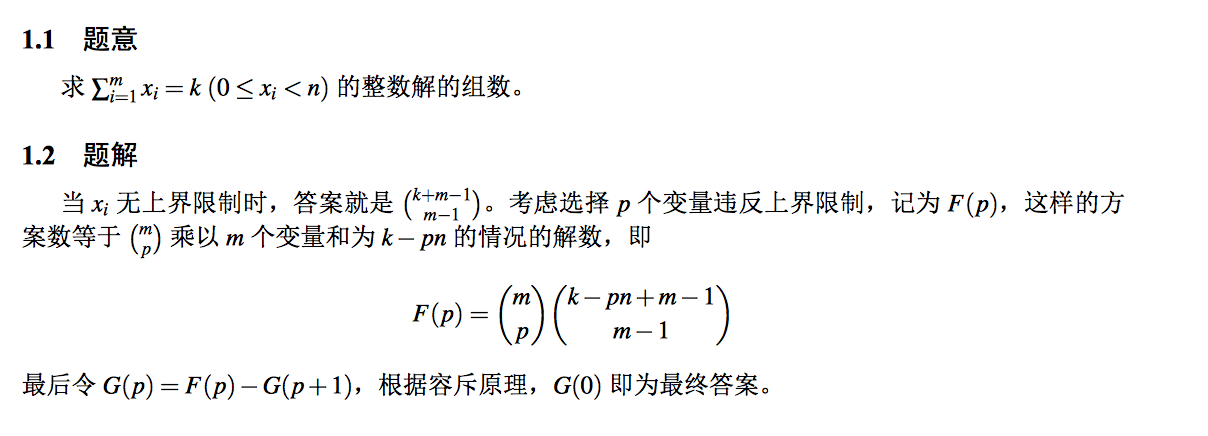 1.1 题意
求 $\sum_{i=1}^{m} x_i = k\ (0 \le x_i < n)$ 的整数解的组数。
1.2 题解
当 $x_i$ 无上界限制时，答案就是 $\binom{k+m-1}{m-1}$。考虑选择 $p$ 个变量违反上界限制，记为 $F(p)$，这样的方
案数等于 $\binom{m}{p}$ 乘以 $m$ 个变量和为 $k-pn$ 的情况的解数，即
$F(p) = \binom{m}{p}\binom{k-pn+m-1}{m-1}$
最后令 $G(p) = F(p) - G(p+1)$，根据容斥原理，$G(0)$ 即为最终答案。